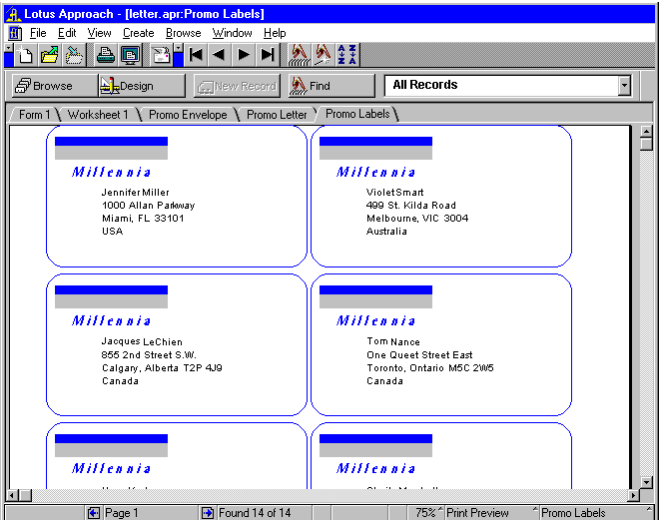 Lotus Approach - [letter.apr:Promo Labels]
File Edit View Create Browse Window Help
Browse Design New Record Find All Records
Form 1 Worksheet 1 Promo Envelope Promo Letter Promo Labels
Millennia
Jennifer Miller
1000 Allan Parkway
Miami, FL 33101
USA
Millennia
Violet Smart
499 St. Kilda Road
Melbourne, VIC 3004
Australia
Millennia
Jacques LeChien
855 2nd Street S.W.
Calgary, Alberta T2P 4J9
Canada
Millennia
Tom Nance
One Queet Street East
Toronto, Ontario M5C 2W5
Canada
Millennia
Millennia
Page 1 Found 14 of 14 75% Print Preview Promo Labels